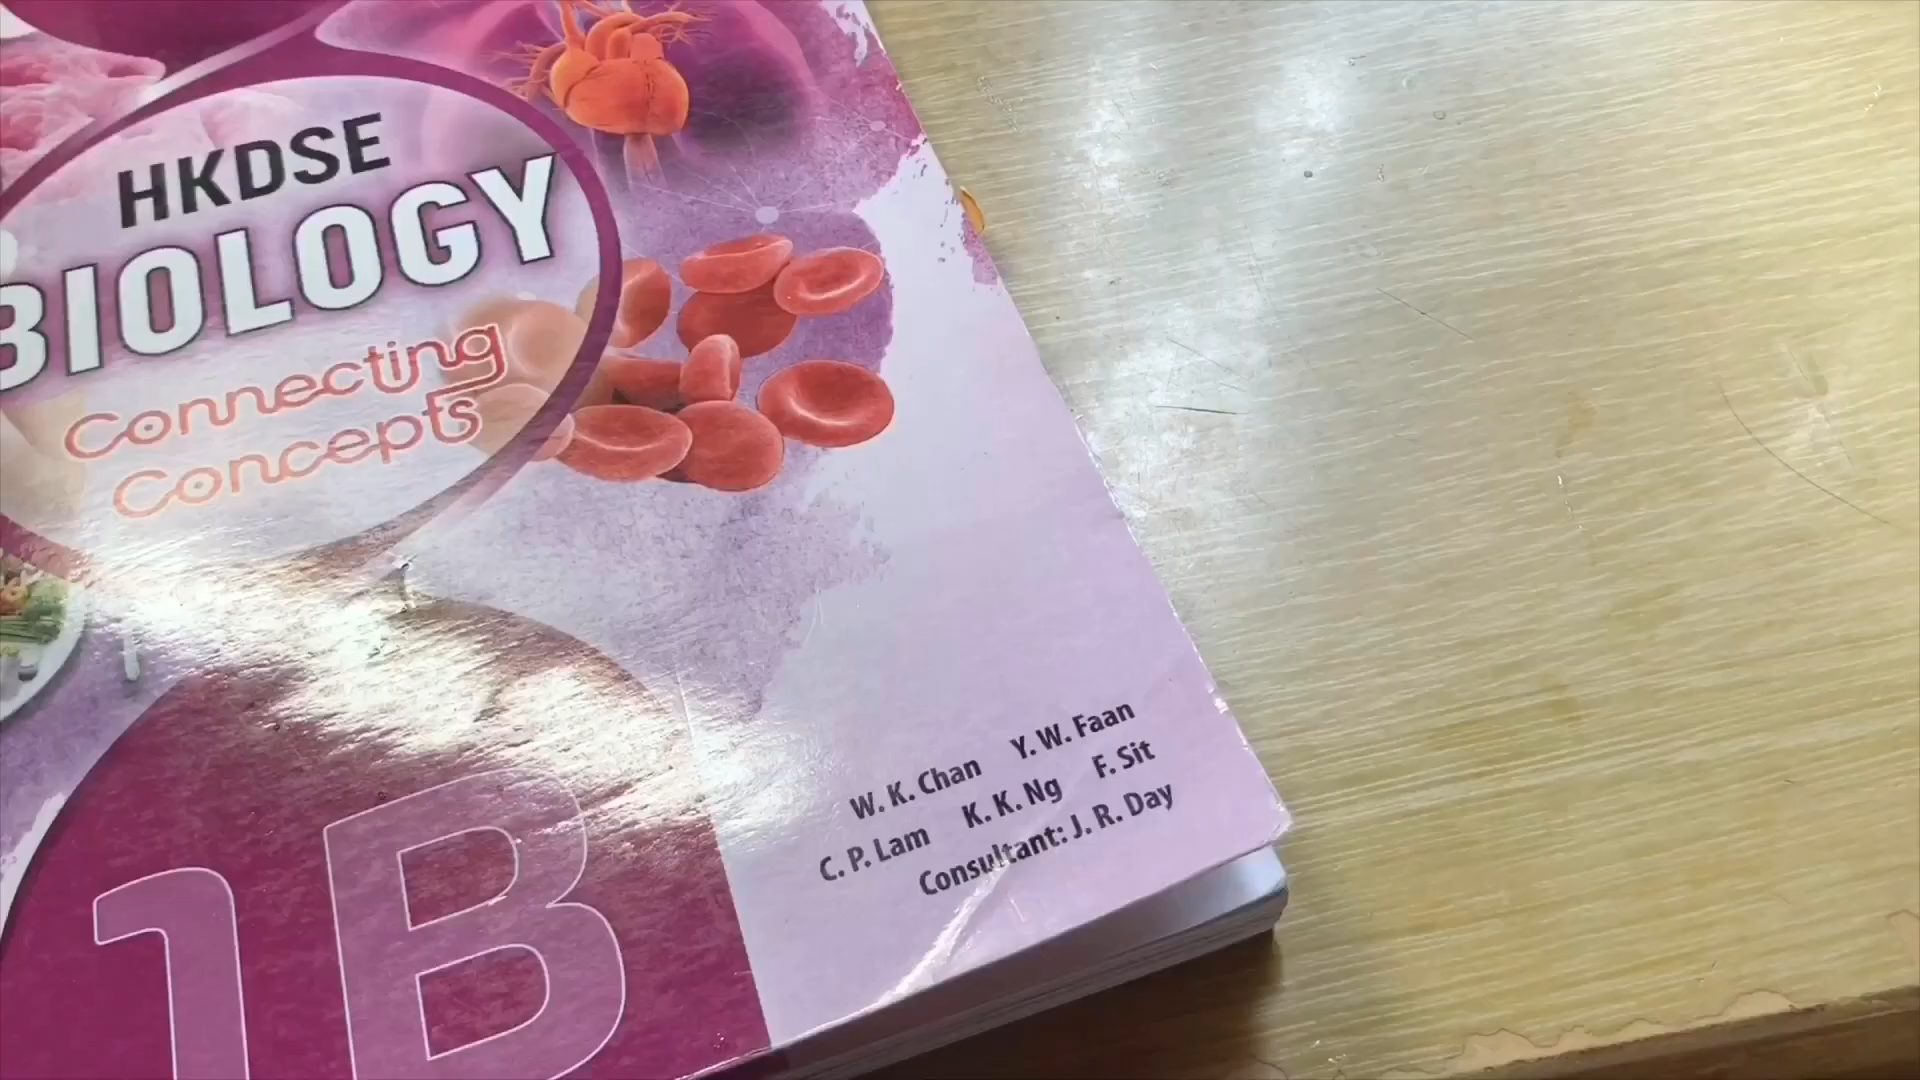 HKDSE
BIOLOGY
Connecting
Concepts
1B
W. K. Chan Y. W. Faan
C. P. Lam K. K. Ng F. Sit
Consultant: J. R. Day